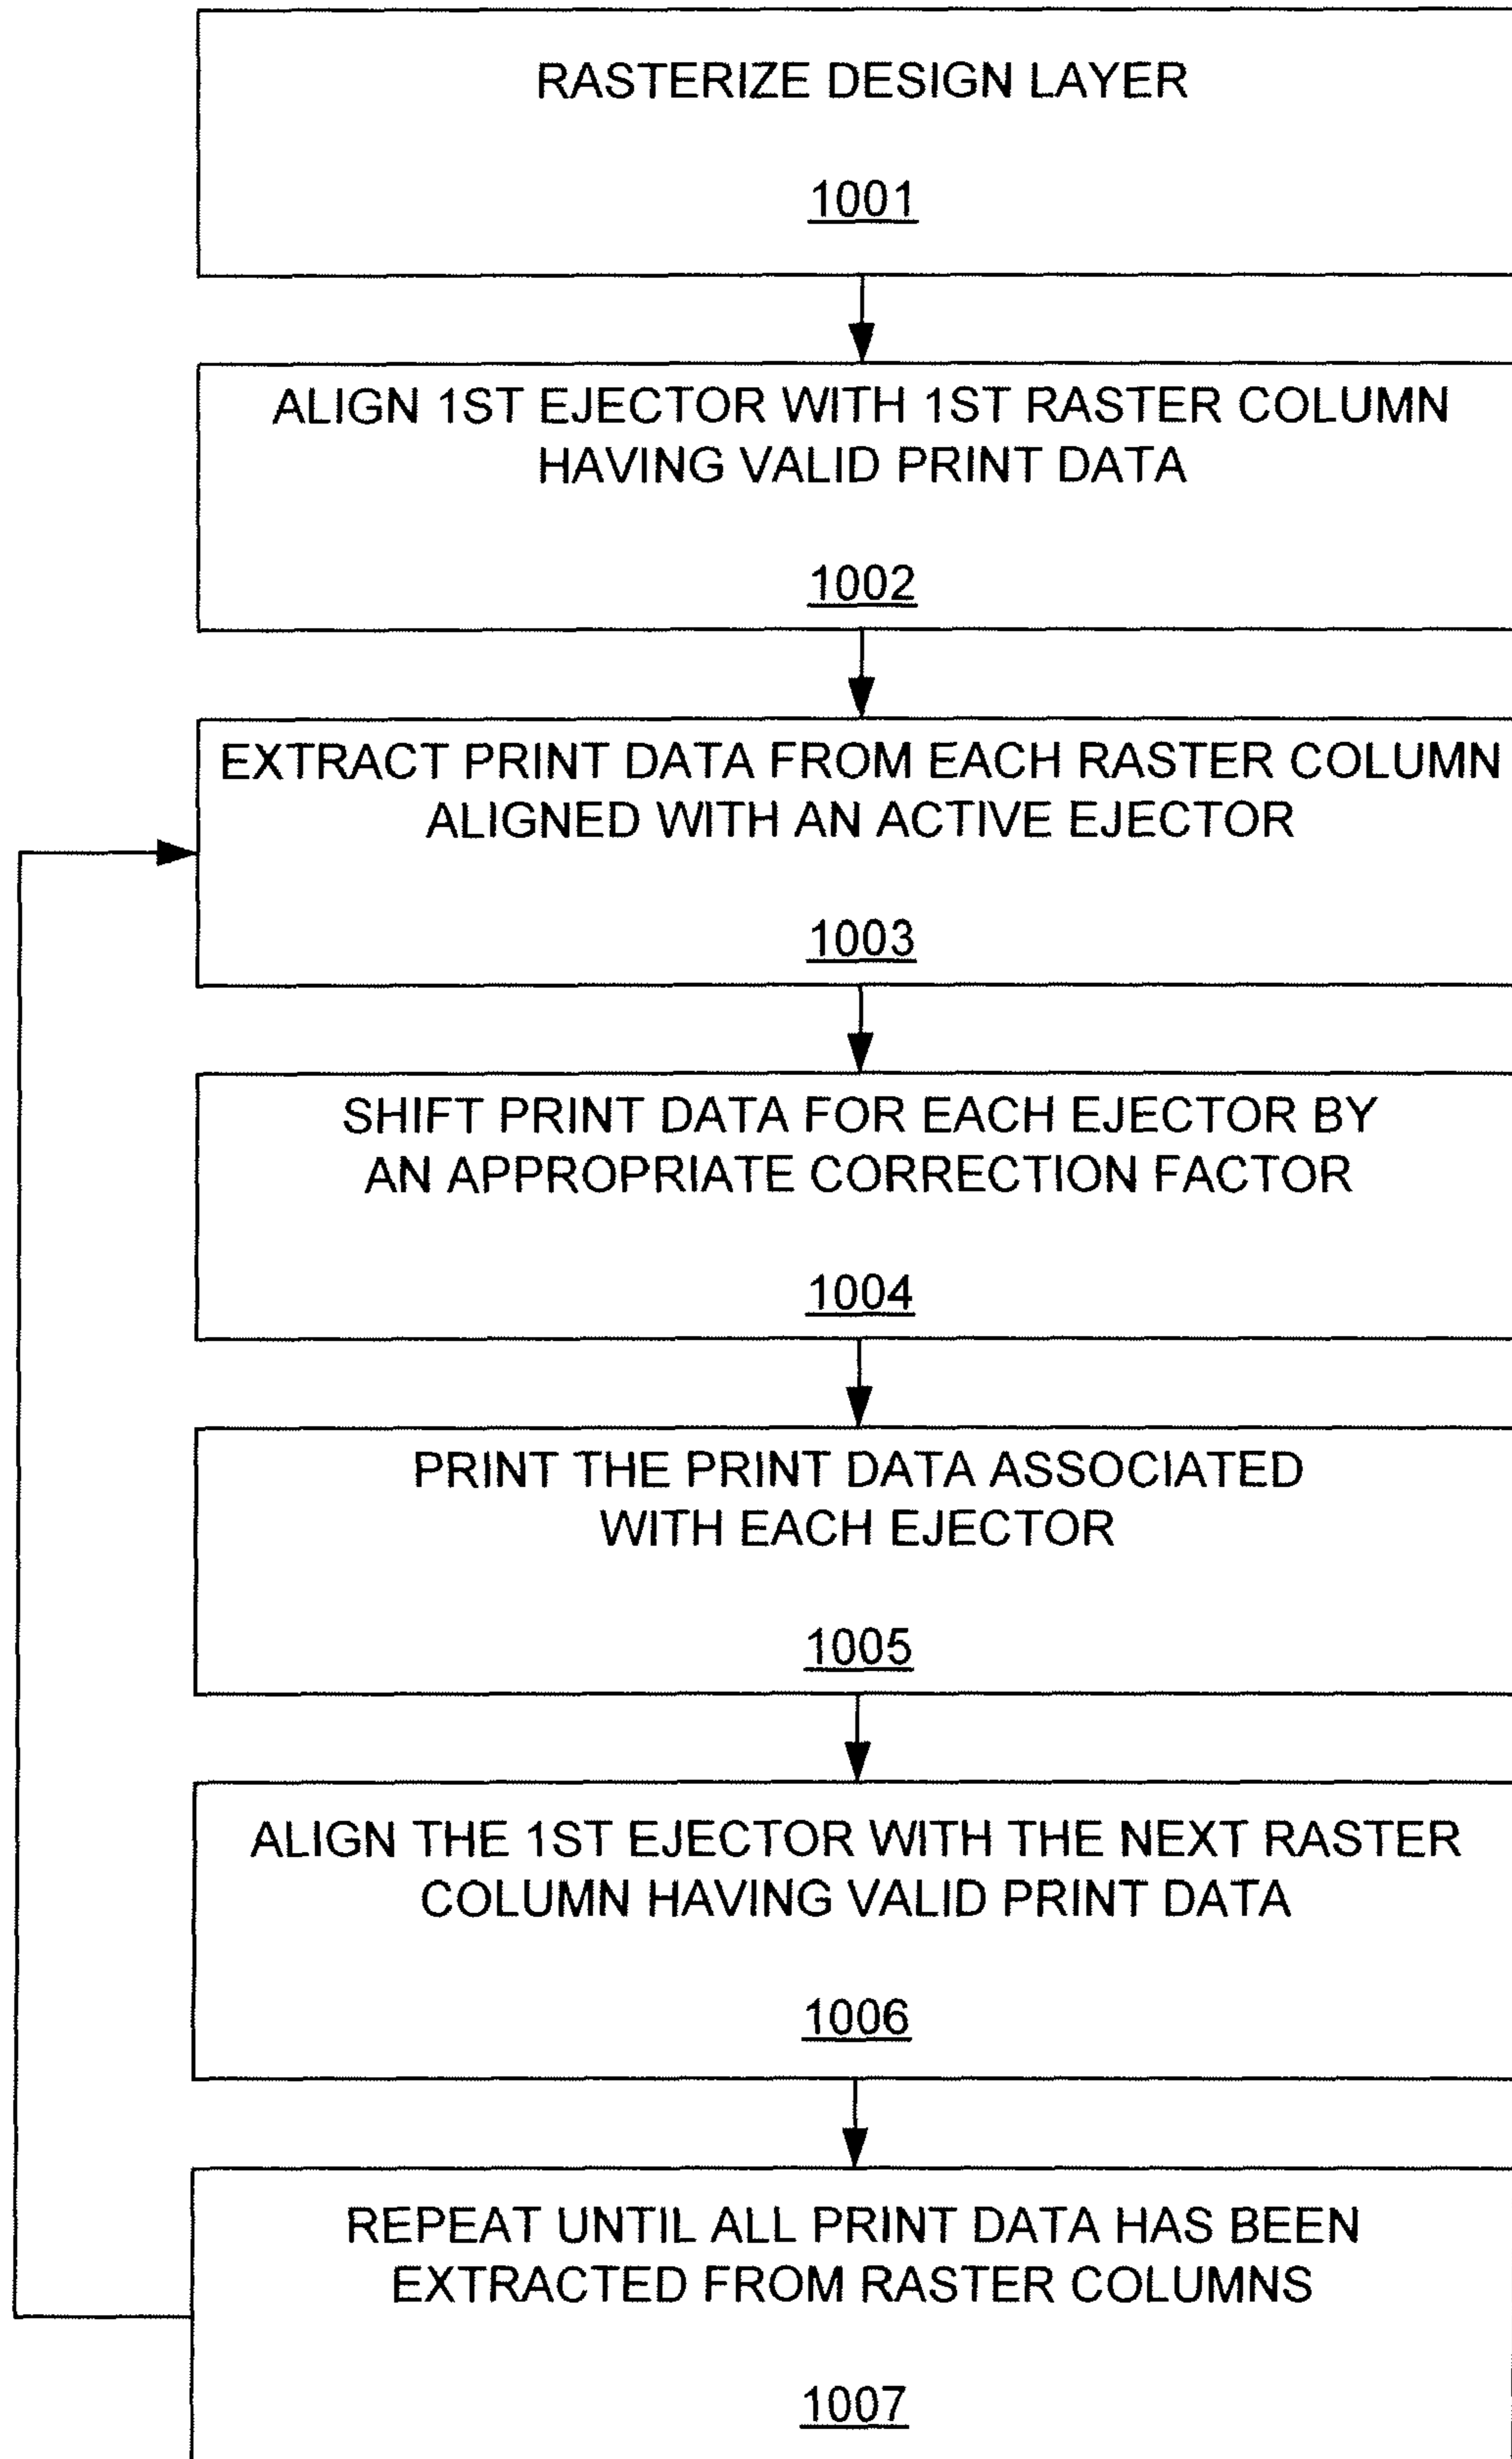 RASTERIZE DESIGN LAYER
1001
ALIGN 1ST EJECTOR WITH 1ST RASTER COLUMN
HAVING VALID PRINT DATA
1002
EXTRACT PRINT DATA FROM EACH RASTER COLUMN
ALIGNED WITH AN ACTIVE EJECTOR
1003
SHIFT PRINT DATA FOR EACH EJECTOR BY
AN APPROPRIATE CORRECTION FACTOR
1004
PRINT THE PRINT DATA ASSOCIATED
WITH EACH EJECTOR
1005
ALIGN THE 1ST EJECTOR WITH THE NEXT RASTER
COLUMN HAVING VALID PRINT DATA
1006
REPEAT UNTIL ALL PRINT DATA HAS BEEN
EXTRACTED FROM RASTER COLUMNS
1007